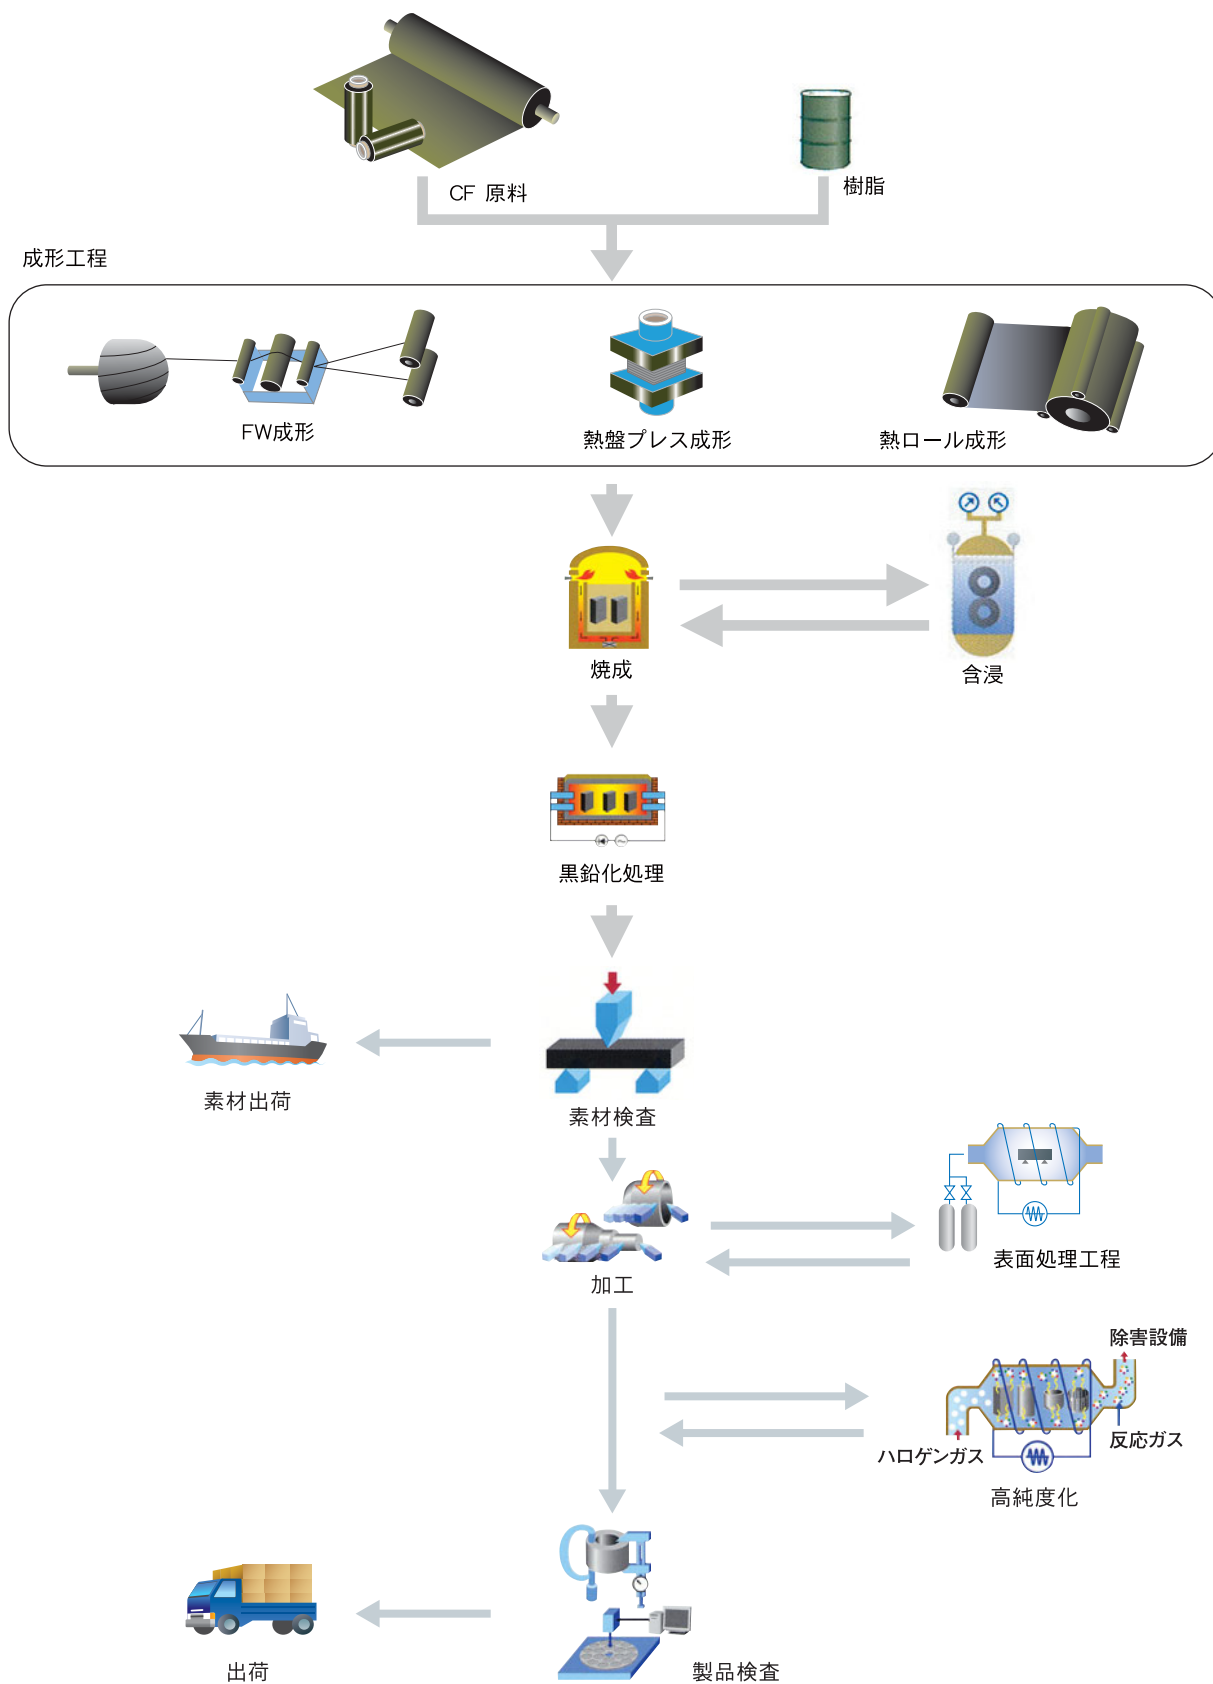 CF 原料
樹脂
成形工程
FW成形
熱盤プレス成形
熱ロール成形
焼成
含浸
黒鉛化処理
素材出荷
素材検査
表面処理工程
加工
除害設備
ハロゲンガス
反応ガス
高純度化
出荷
製品検査